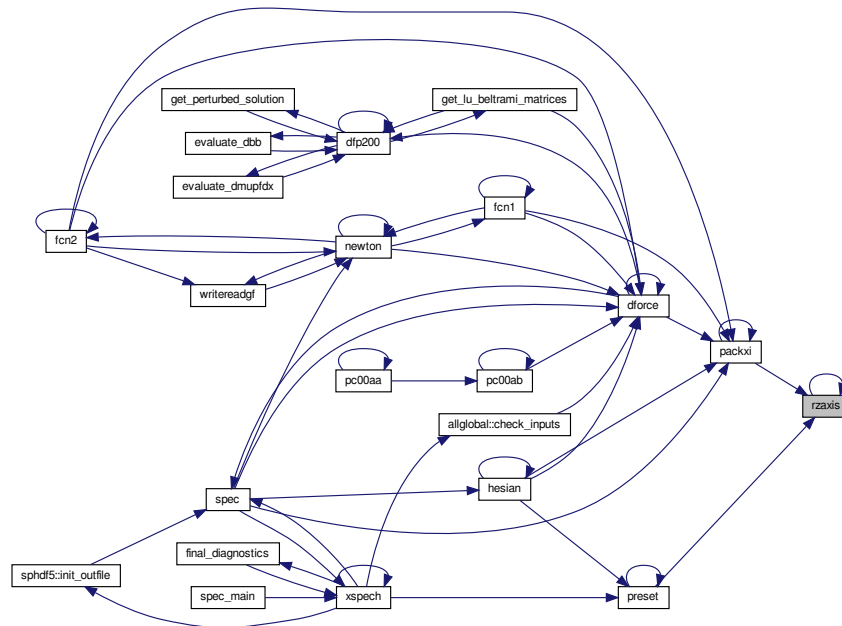 get_perturbed_solution
get_lu_beltrami_matrices
evaluate_dbb
dfp200
evaluate_dmupfdx
fcn1
fcn2
newton
writereadgf
dforce
packxi
pc00aa
pc00ab
rzaxis
allglobal::check_inputs
hesian
spec
final_diagnostics
sphdf5::init_outfile
spec_main
xspech
preset